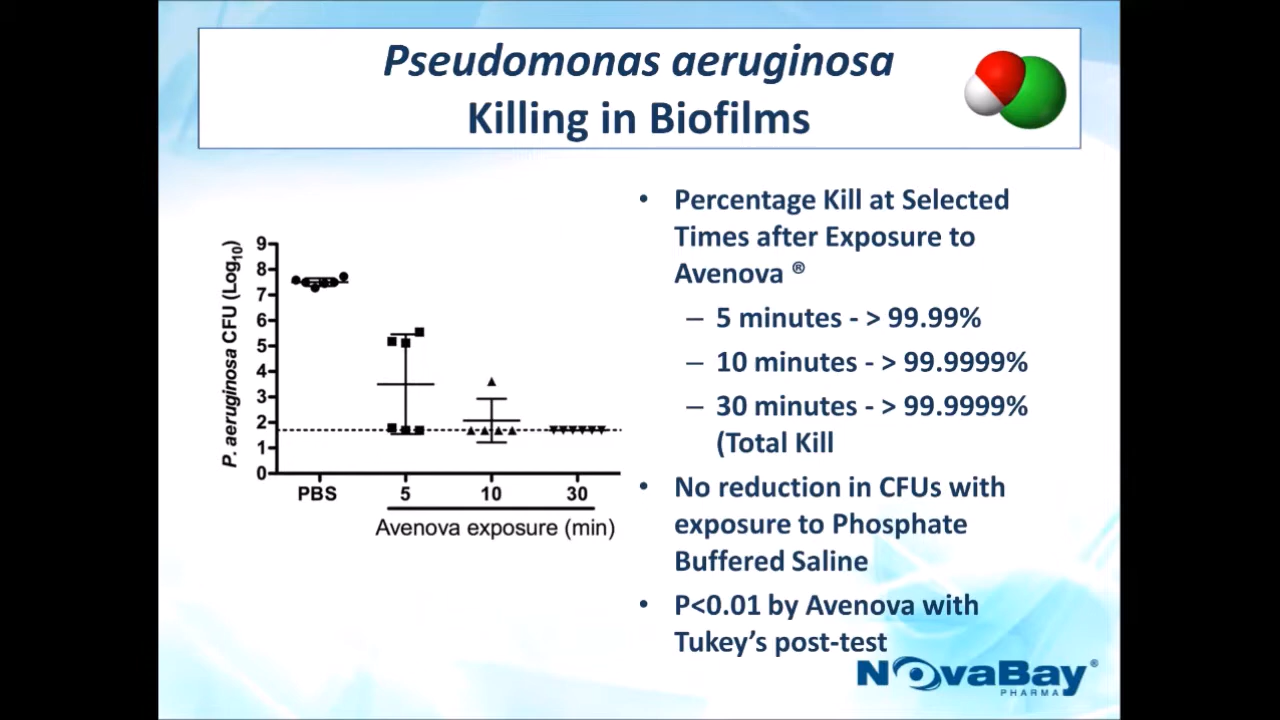 Pseudomonas aeruginosa
Killing in Biofilms
P. aeruginosa CFU (Log10)
9
8
7
6
5
4
3
2
1
0
PBS 5 10 30
Avenova exposure (min)
• Percentage Kill at Selected
Times after Exposure to
Avenova ®
– 5 minutes - > 99.99%
– 10 minutes - > 99.9999%
– 30 minutes - > 99.9999%
(Total Kill
• No reduction in CFUs with
exposure to Phosphate
Buffered Saline
• P<0.01 by Avenova with
Tukey’s post-test
NovaBay®
PHARMA